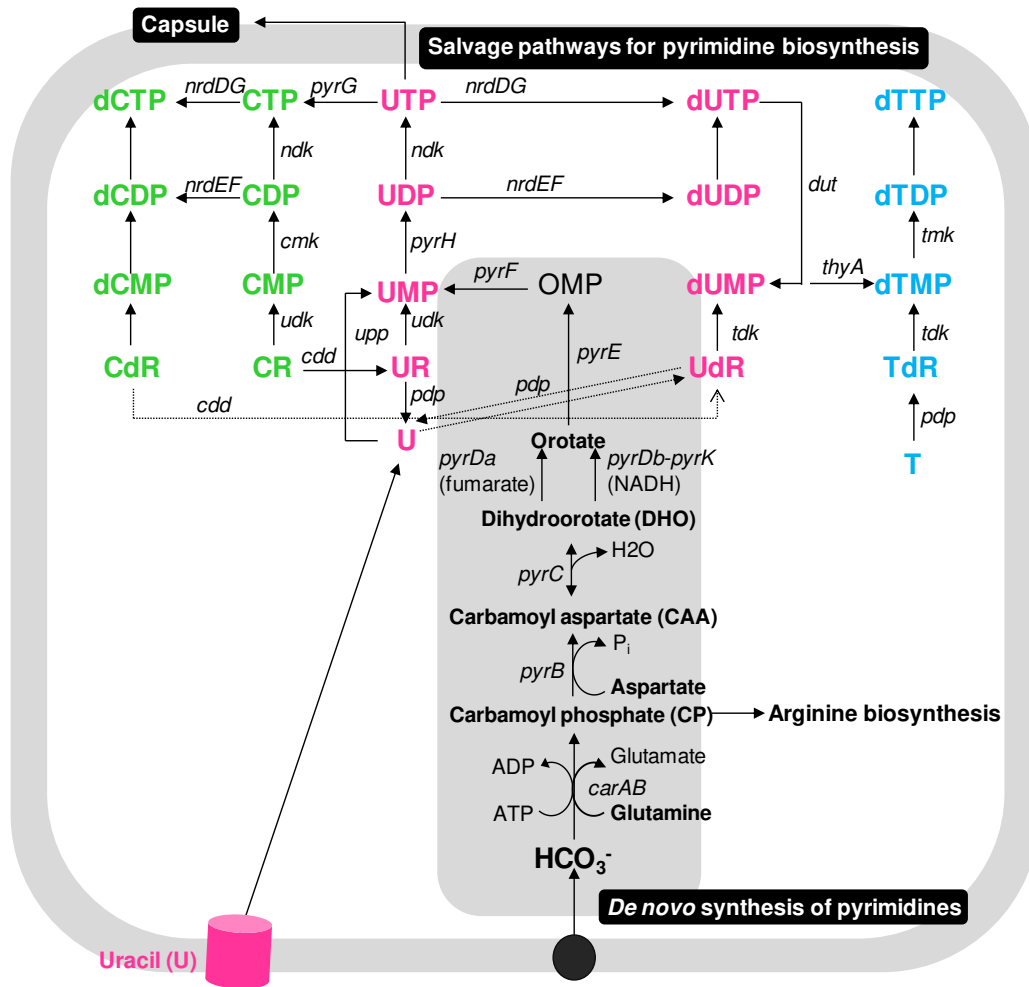 Capsule
Salvage pathways for pyrimidine biosynthesis
nrdDG pyrG nrdDG
dCTP CTP UTP dUTP dTTP
ndk ndk
nrdEF nrdEF dut
dCDP CDP UDP dUDP dTDP
cmk pyrH tmk
pyrF thyA
dCMP CMP UMP OMP dUMP dTMP
udk upp udk pyrE tdk tdk
cdd
CdR CR UR UdR TdR
pdp pdp
cdd pdp
U Orotate T
pyrDa pyrDb-pyrK
(fumarate) (NADH)
Dihydroorotate (DHO)
H2O
pyrC
Carbamoyl aspartate (CAA)
Pi
pyrB
Aspartate
Carbamoyl phosphate (CP) Arginine biosynthesis
ADP Glutamate
carAB
ATP Glutamine
HCO3-
De novo synthesis of pyrimidines
Uracil (U)